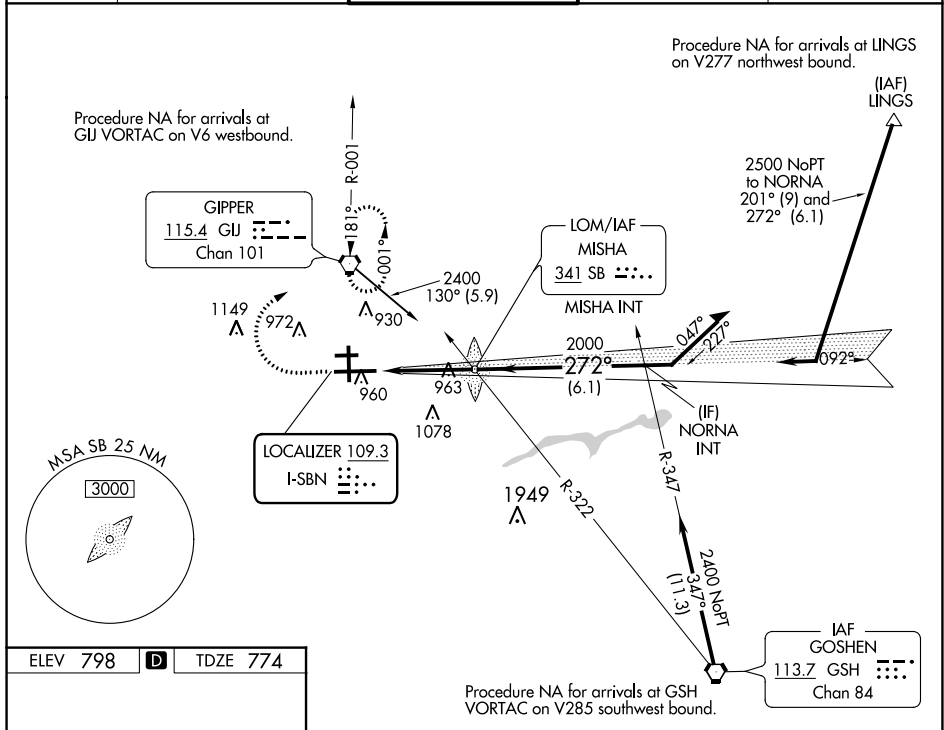 Procedure NA for arrivals at LINGS
on V277 northwest bound.
(IAF)
LINGS
Procedure NA for arrivals at
GIJ VORTAC on V6 westbound.
R-001
181°
001°
2500 NoPT
to NORNA
201° (9) and
272° (6.1)
GIPPER
115.4 GIJ
Chan 101
LOM/IAF
MISHA
341 SB
MISHA INT
2400
130° (5.9)
1149
972
930
047°
227°
2000
272°
(6.1)
092°
960
963
1078
(IF)
NORNA
INT
LOCALIZER 109.3
I-SBN
MSA SB 25 NM
3000
R-347
R-322
1949
2400 NoPT
347°
(11.3)
IAF
GOSHEN
113.7 GSH
Chan 84
ELEV 798 D TDZE 774
Procedure NA for arrivals at GSH
VORTAC on V285 southwest bound.